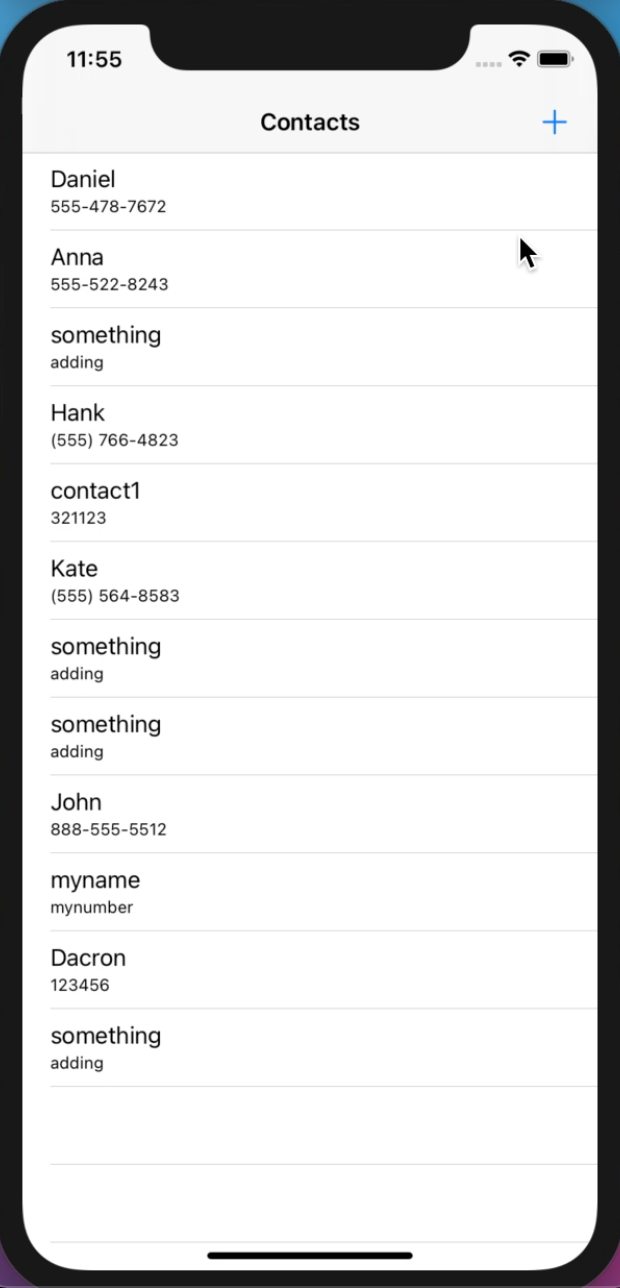 11:55
Contacts
Daniel
555-478-7672
Anna
555-522-8243
something
adding
Hank
(555) 766-4823
contact1
321123
Kate
(555) 564-8583
something
adding
something
adding
John
888-555-5512
myname
mynumber
Dacron
123456
something
adding